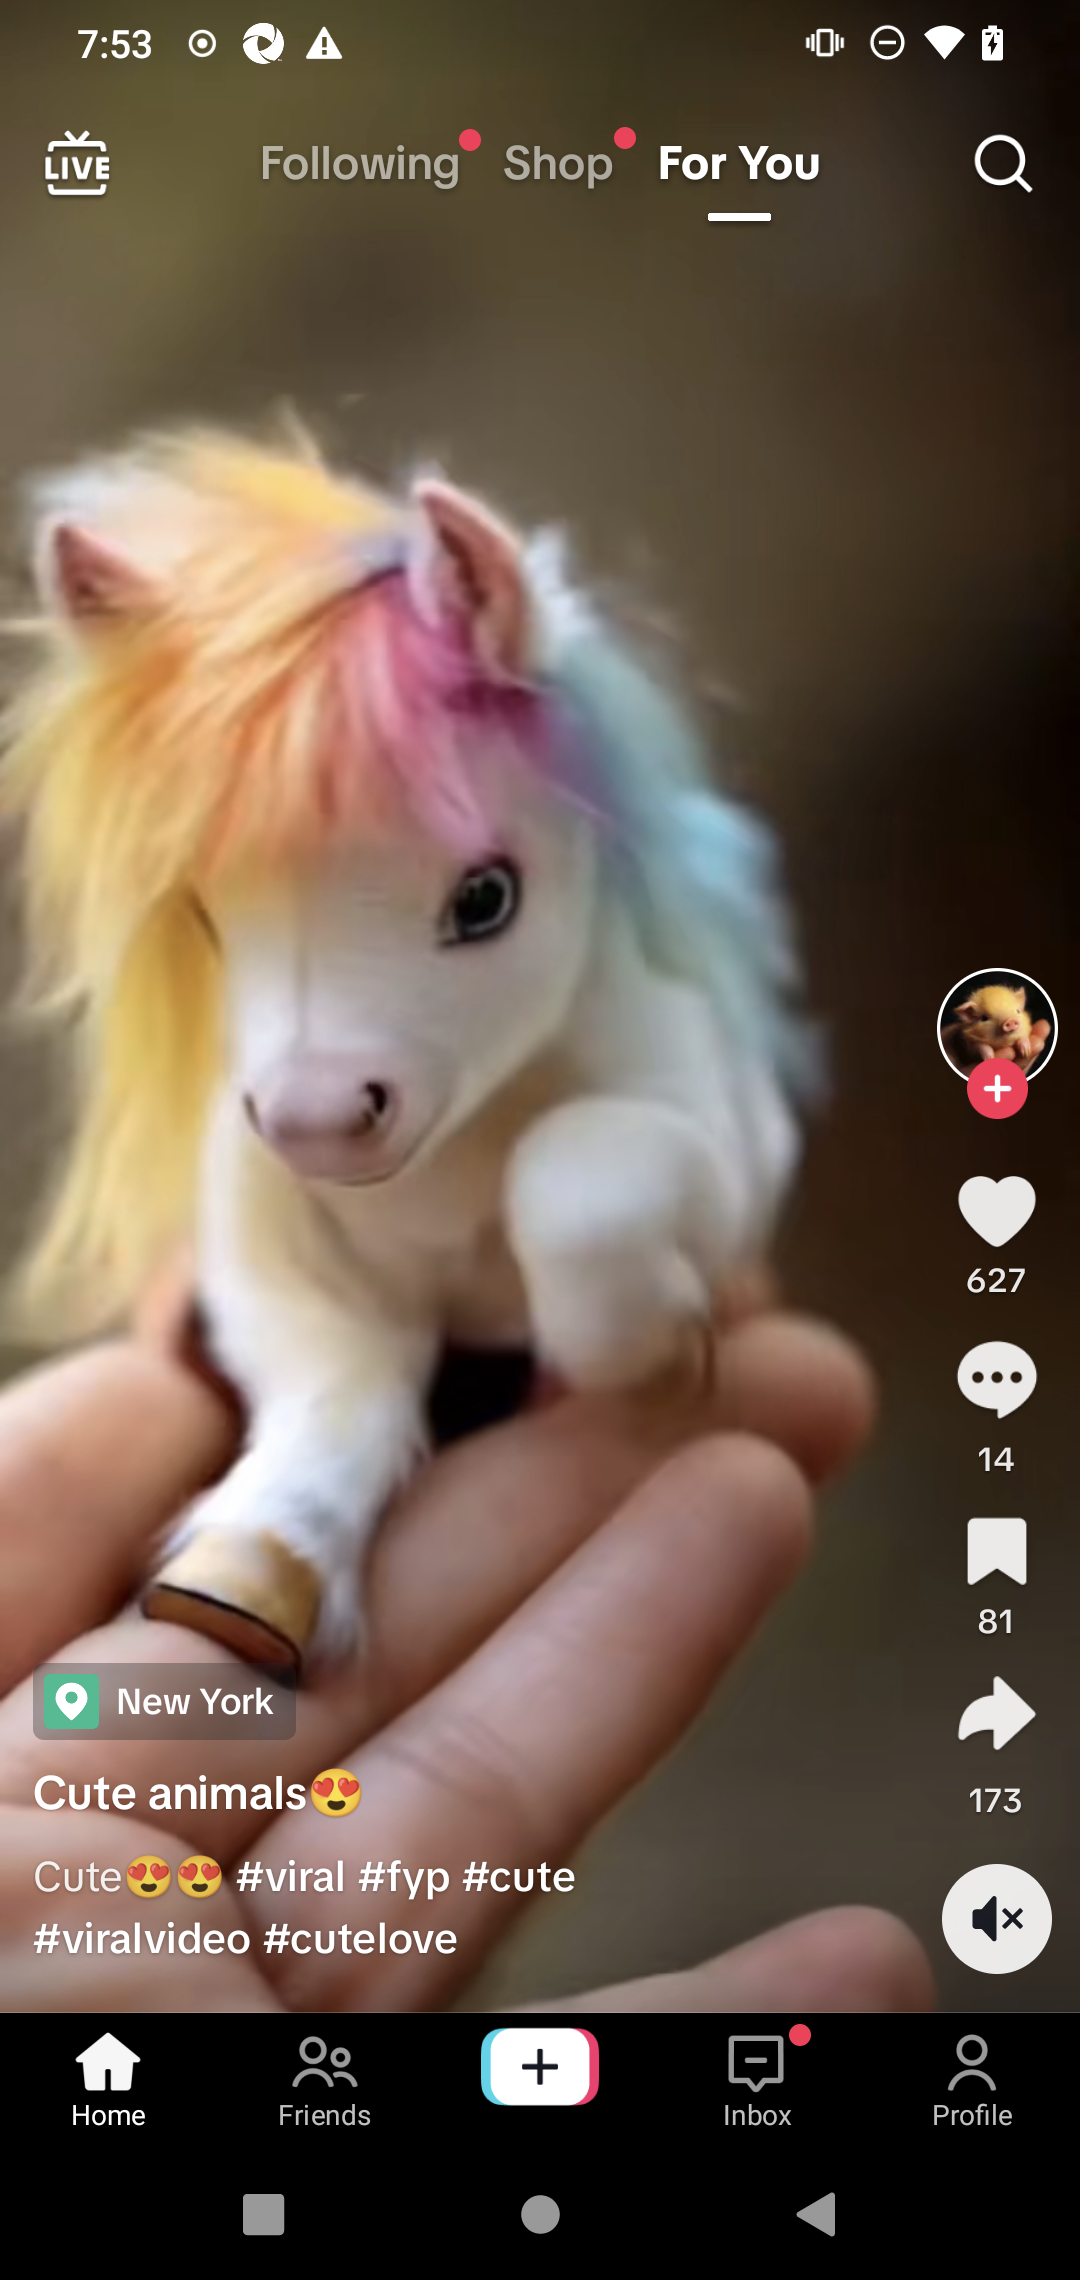 7:53
LIVE
Following Shop For You
627
14
81
173
New York
Cute animals😍
Cute😍😍 #viral #fyp #cute
#viralvideo #cutelove
Home Friends Inbox Profile